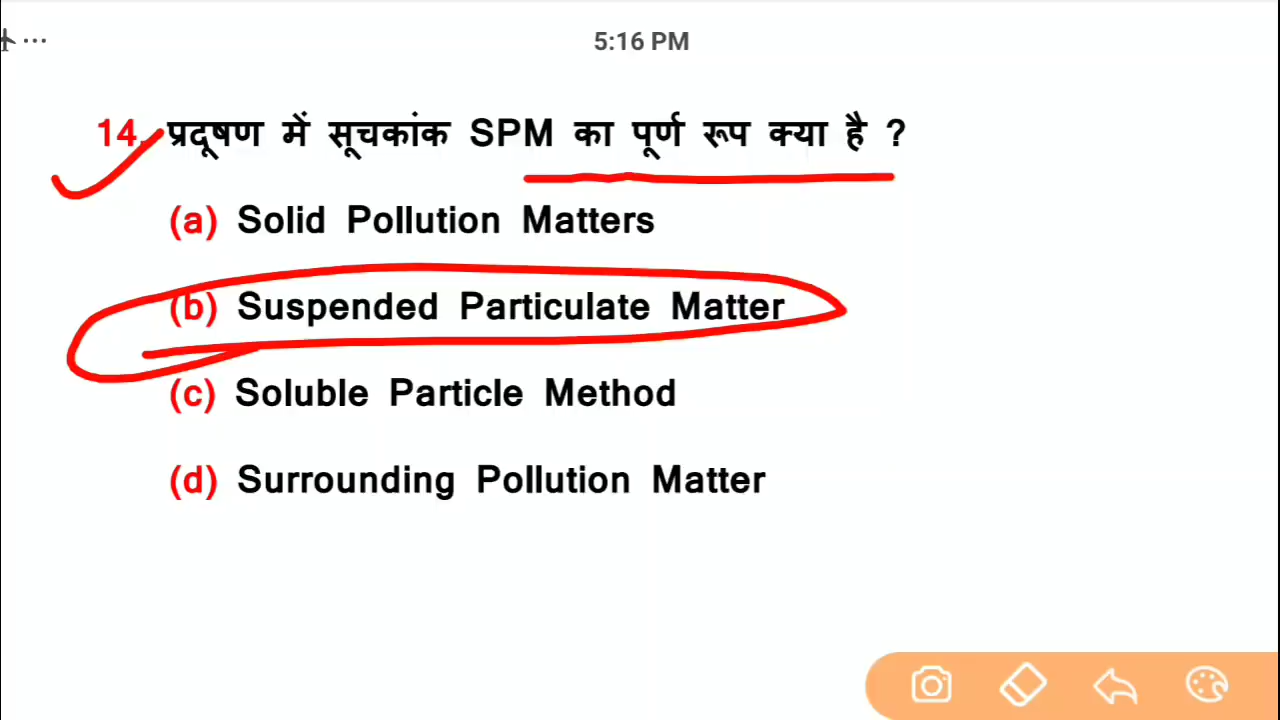 5:16 PM
14. प्रदूषण में सूचकांक SPM का पूर्ण रूप क्या है ?
(a) Solid Pollution Matters
(b) Suspended Particulate Matter
(c) Soluble Particle Method
(d) Surrounding Pollution Matter